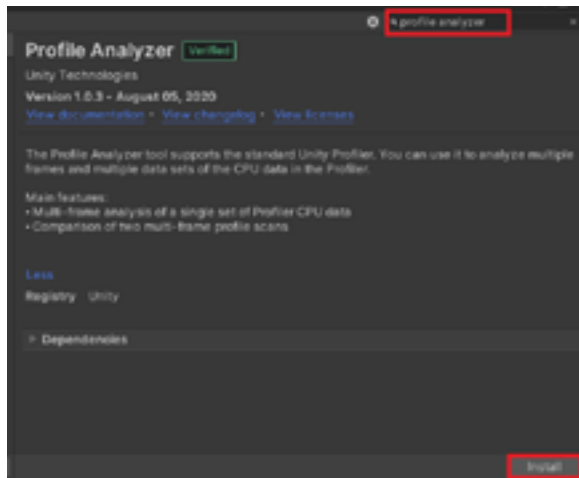 profile analyzer
Profile Analyzer Verified
Unity Technologies
Version 1.0.3 - August 05, 2020
View documentation • View changelog • View licenses
The Profile Analyzer tool supports the standard Unity Profiler. You can use it to analyze multiple
frames and multiple data sets of the CPU data in the Profiler.
Main features:
• Multi-frame analysis of a single set of Profiler CPU data
• Comparison of two multi-frame profile scans
Less
Registry Unity
Dependencies
Install